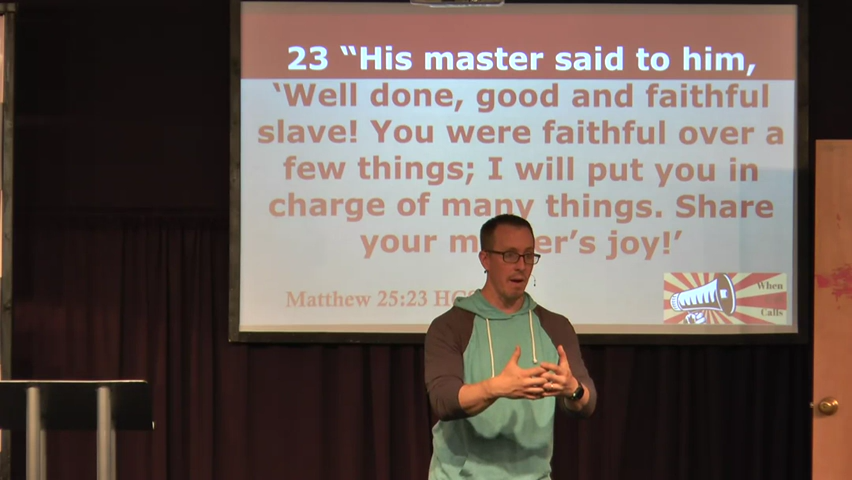 23 “His master said to him,
‘Well done, good and faithful
slave! You were faithful over a
few things; I will put you in
charge of many things. Share
your joy!’
Matthew 25:23
When
Calls